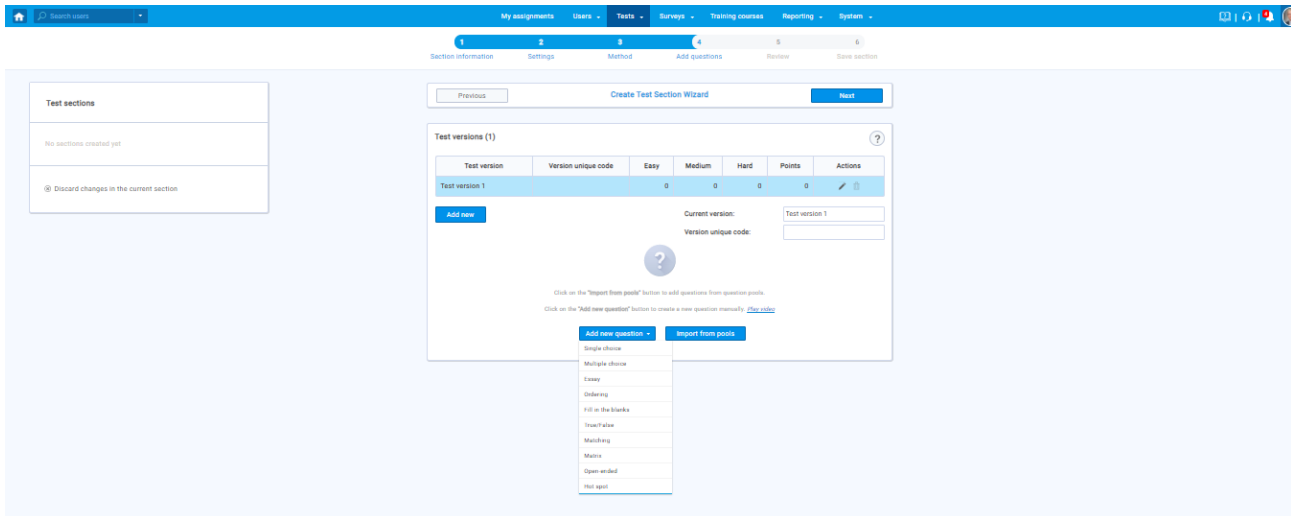 Search users My assignments Users Tests Surveys Training courses Reporting System 4
1 2 3 4 5 6
Section information Settings Method Add questions Review Save section
Test sections
No sections created yet
Discard changes in the current section
Previous Create Test Section Wizard Next
Test versions (1) ?
Test version Version unique code Easy Medium Hard Points Actions
Test version 1 0 0 0 0
Add new Current version: Test version 1
Version unique code:
?
Click on the "Import from pools" button to add questions from question pools.
Click on the "Add new question" button to create a new question manually. Play video
Add new question Import from pools
Single choice
Multiple choice
Essay
Ordering
Fill in the blanks
True/False
Matching
Matrix
Open-ended
Hot spot